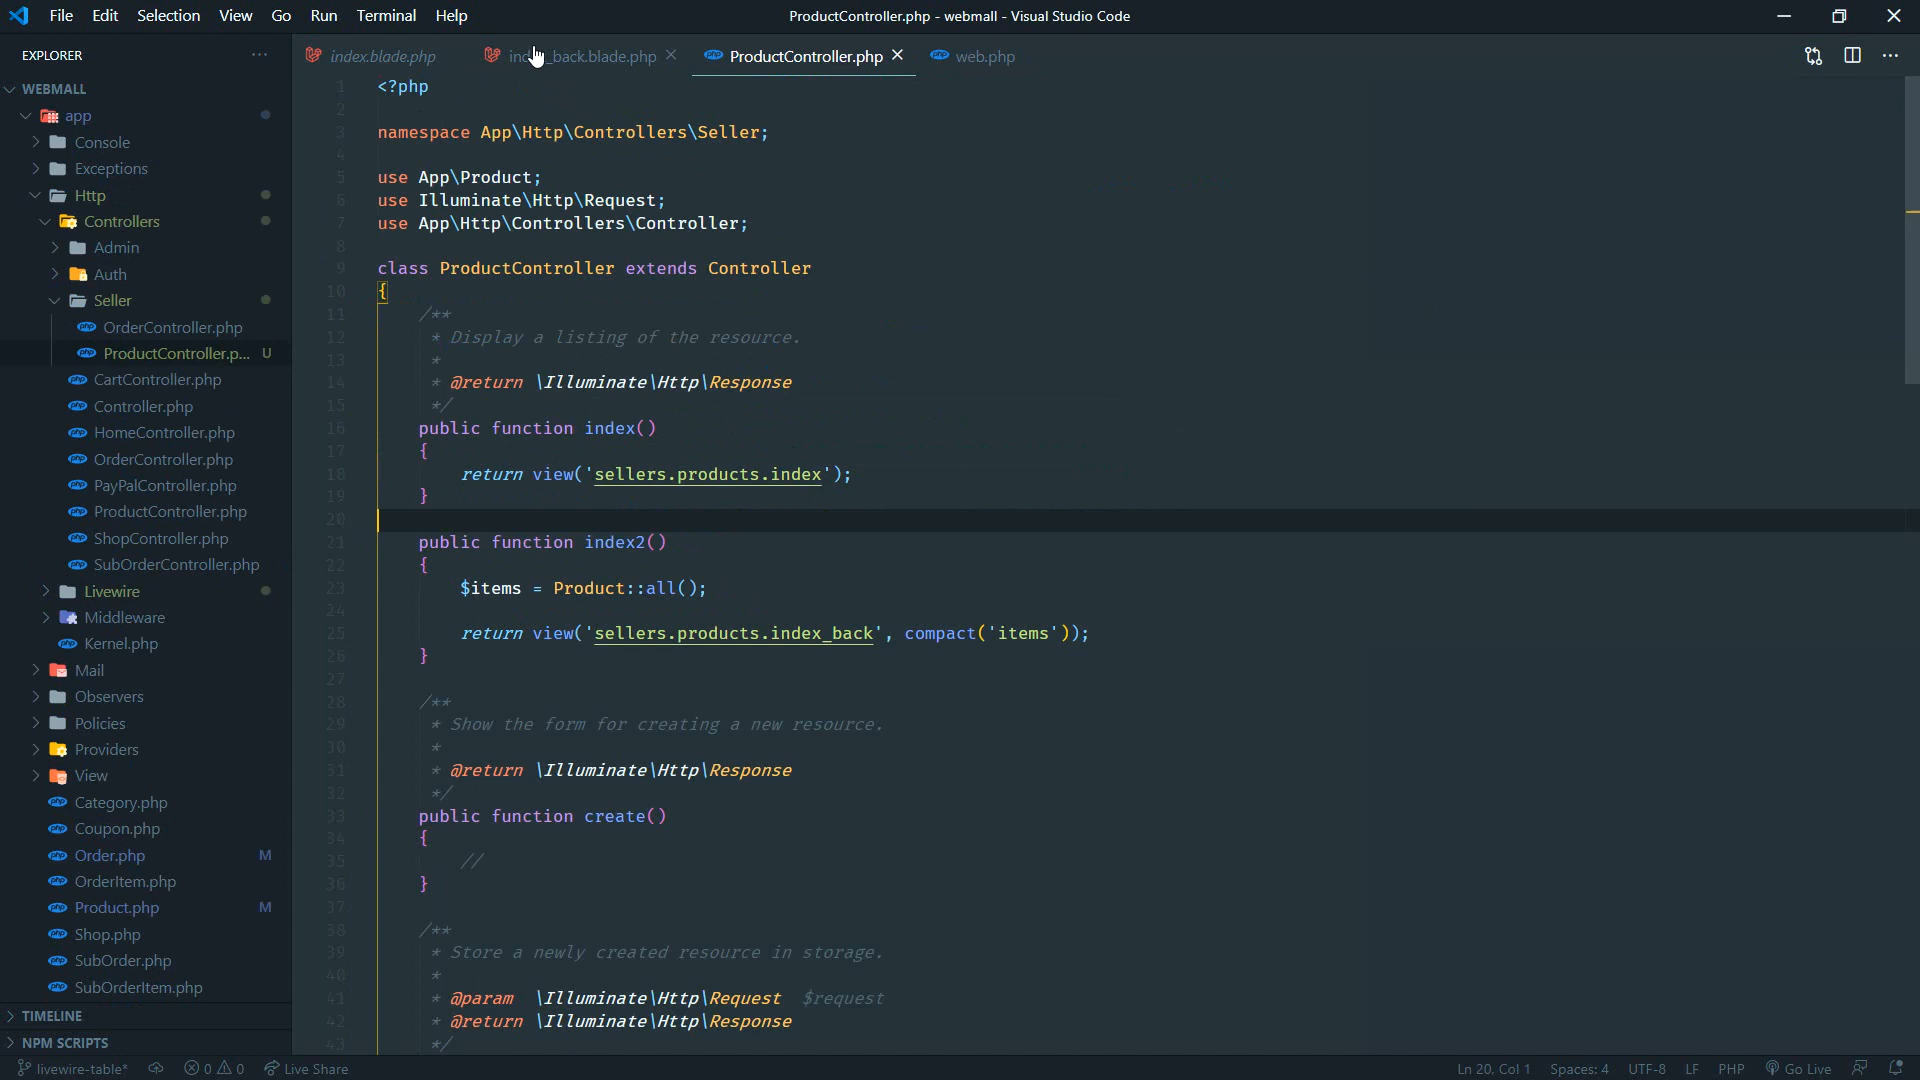 File Edit Selection View Go Run Terminal Help
ProductController.php - webmall - Visual Studio Code
EXPLORER
index.blade.php
_back.blade.php
ProductController.php
web.php
WEBMALL
app
Console
Exceptions
Http
Controllers
Admin
Auth
Seller
OrderController.php
ProductController.p... U
CartController.php
Controller.php
HomeController.php
OrderController.php
PayPalController.php
ProductController.php
ShopController.php
SubOrderController.php
Livewire
Middleware
Kernel.php
Mail
Observers
Policies
Providers
View
Category.php
Coupon.php
Order.php M
OrderItem.php
Product.php M
Shop.php
SubOrder.php
SubOrderItem.php
TIMELINE
NPM SCRIPTS
1 <?php
2
3 namespace App\Http\Controllers\Seller;
4
5 use App\Product;
6 use Illuminate\Http\Request;
7 use App\Http\Controllers\Controller;
8
9 class ProductController extends Controller
10 {
11 /**
12 * Display a listing of the resource.
13 *
14 * @return \Illuminate\Http\Response
15 */
16 public function index()
17 {
18 return view('sellers.products.index');
19 }
20
21 public function index2()
22 {
23 $items = Product::all();
24
25 return view('sellers.products.index_back', compact('items'));
26 }
27
28 /**
29 * Show the form for creating a new resource.
30 *
31 * @return \Illuminate\Http\Response
32 */
33 public function create()
34 {
35 //
36 }
37
38 /**
39 * Store a newly created resource in storage.
40 *
41 * @param \Illuminate\Http\Request $request
42 * @return \Illuminate\Http\Response
43 */
livewire-table* 0 0 Live Share
Ln 20, Col 1 Spaces: 4 UTF-8 LF PHP Go Live